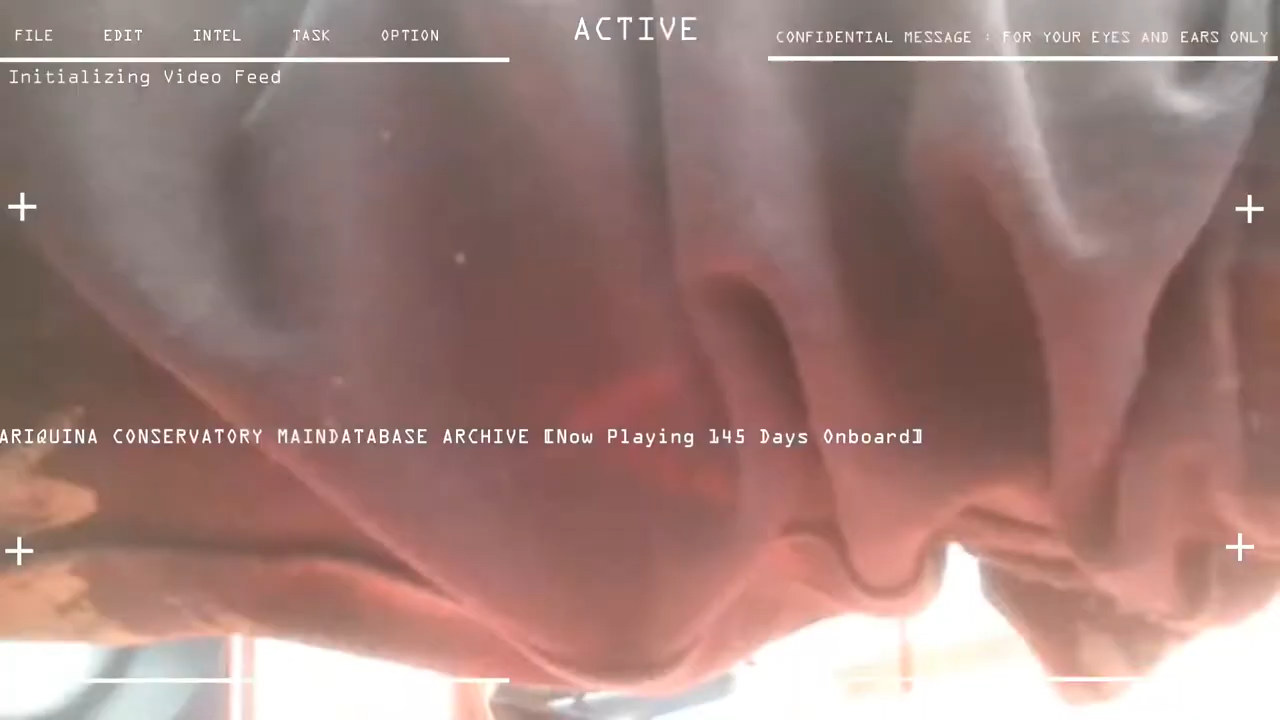 FILE EDIT INTEL TASK OPTION
ACTIVE
CONFIDENTIAL MESSAGE : FOR YOUR EYES AND EARS ONLY
Initializing Video Feed
ARIQUINA CONSERVATORY MAINDATABASE ARCHIVE [Now Playing 145 Days Onboard]